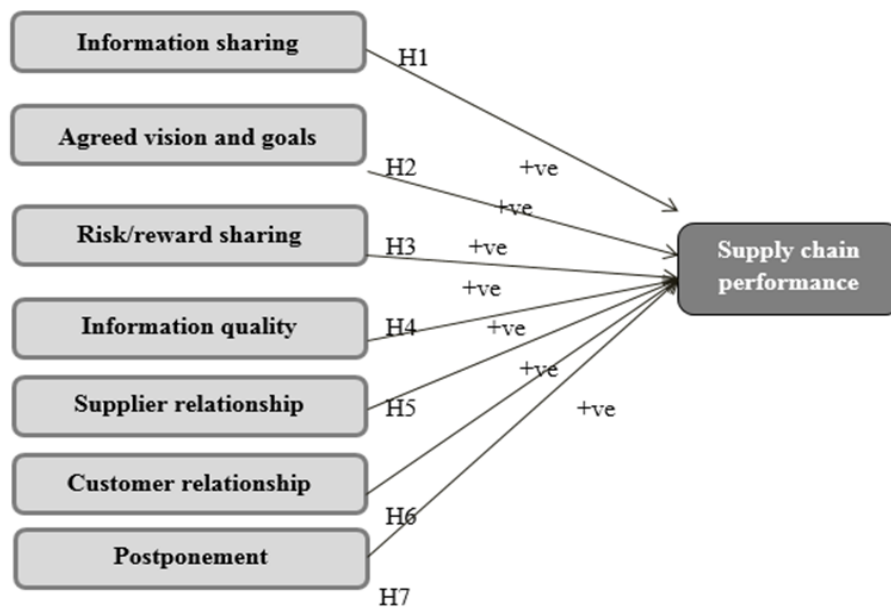 Information sharing
H1
Agreed vision and goals
H2
+ve
+ve
Risk/reward sharing
H3
+ve
Supply chain
performance
+ve
Information quality
H4
+ve
Supplier relationship
H5
+ve
+ve
Customer relationship
H6
Postponement
H7